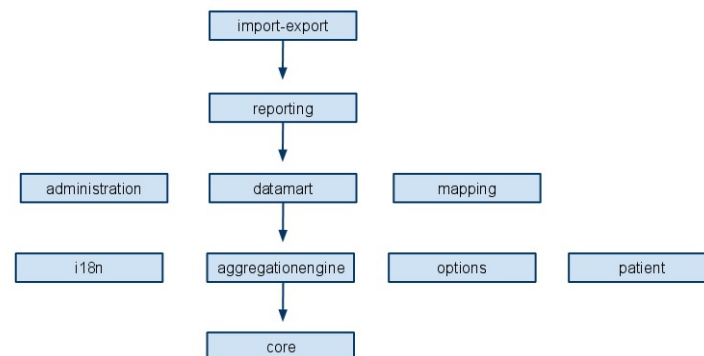 import-export
reporting
administration
datamart
mapping
i18n
aggregationengine
options
patient
core